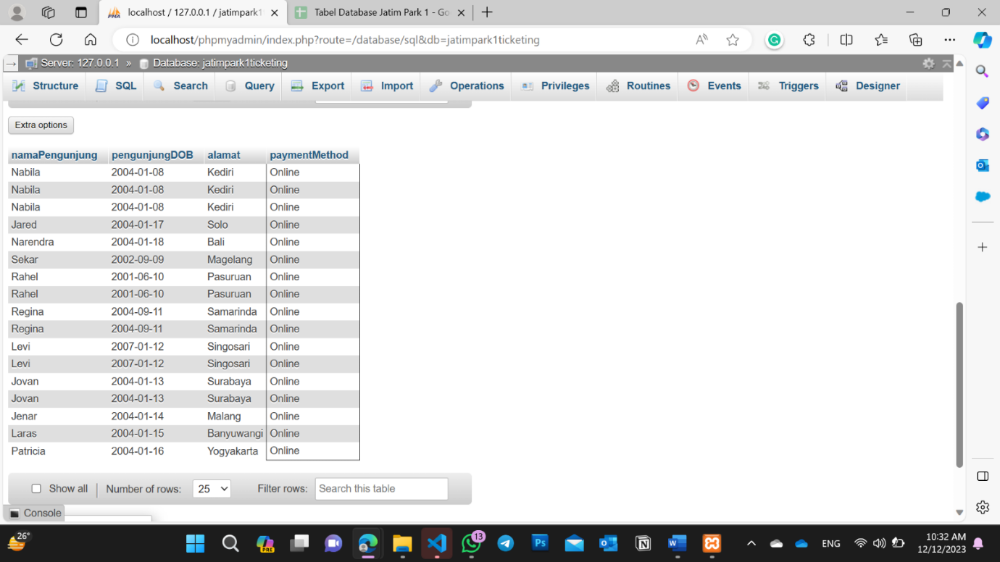 localhost / 127.0.0.1 / jatimpark1
Tabel Database Jatim Park 1 - Go
localhost/phpmyadmin/index.php?route=/database/sql&db=jatimpark1ticketing
Server: 127.0.0.1 » Database: jatimpark1ticketing
Structure SQL Search Query Export Import Operations Privileges Routines Events Triggers Designer
Extra options
namaPengunjung pengunjungDOB alamat paymentMethod
Nabila 2004-01-08 Kediri Online
Nabila 2004-01-08 Kediri Online
Nabila 2004-01-08 Kediri Online
Jared 2004-01-17 Solo Online
Narendra 2004-01-18 Bali Online
Sekar 2002-09-09 Magelang Online
Rahel 2001-06-10 Pasuruan Online
Rahel 2001-06-10 Pasuruan Online
Regina 2004-09-11 Samarinda Online
Regina 2004-09-11 Samarinda Online
Levi 2007-01-12 Singosari Online
Levi 2007-01-12 Singosari Online
Jovan 2004-01-13 Surabaya Online
Jovan 2004-01-13 Surabaya Online
Jenar 2004-01-14 Malang Online
Laras 2004-01-15 Banyuwangi Online
Patricia 2004-01-16 Yogyakarta Online
Show all Number of rows: 25 Filter rows: Search this table
Console
26°
PRE
13
Ps
ENG
10:32 AM
12/12/2023